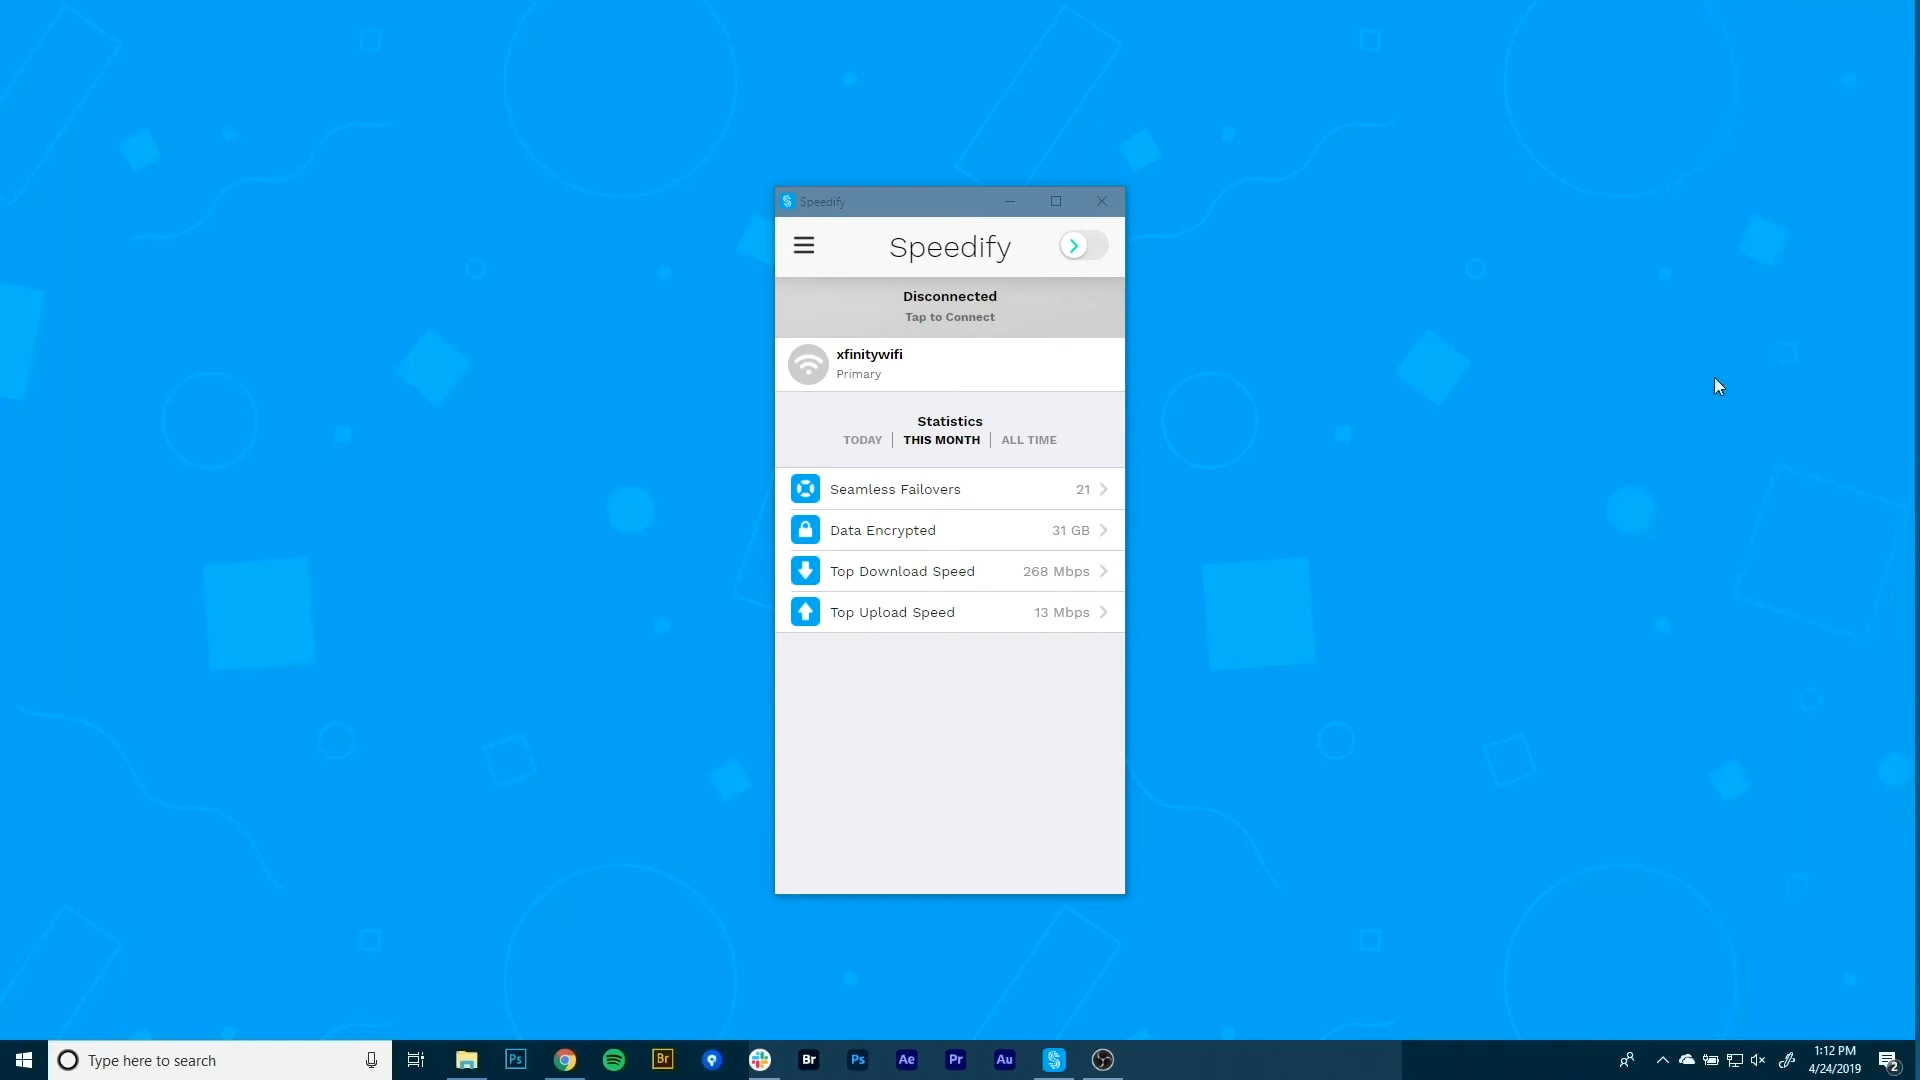 Speedify
Speedify
Disconnected
Tap to Connect
xfinitywifi
Primary
Statistics
TODAY THIS MONTH ALL TIME
Seamless Failovers 21
Data Encrypted 31 GB
Top Download Speed 268 Mbps
Top Upload Speed 13 Mbps
Type here to search
Ps
Br
Br
Ps
Ae
Pr
Au
1:12 PM
4/24/2019
2